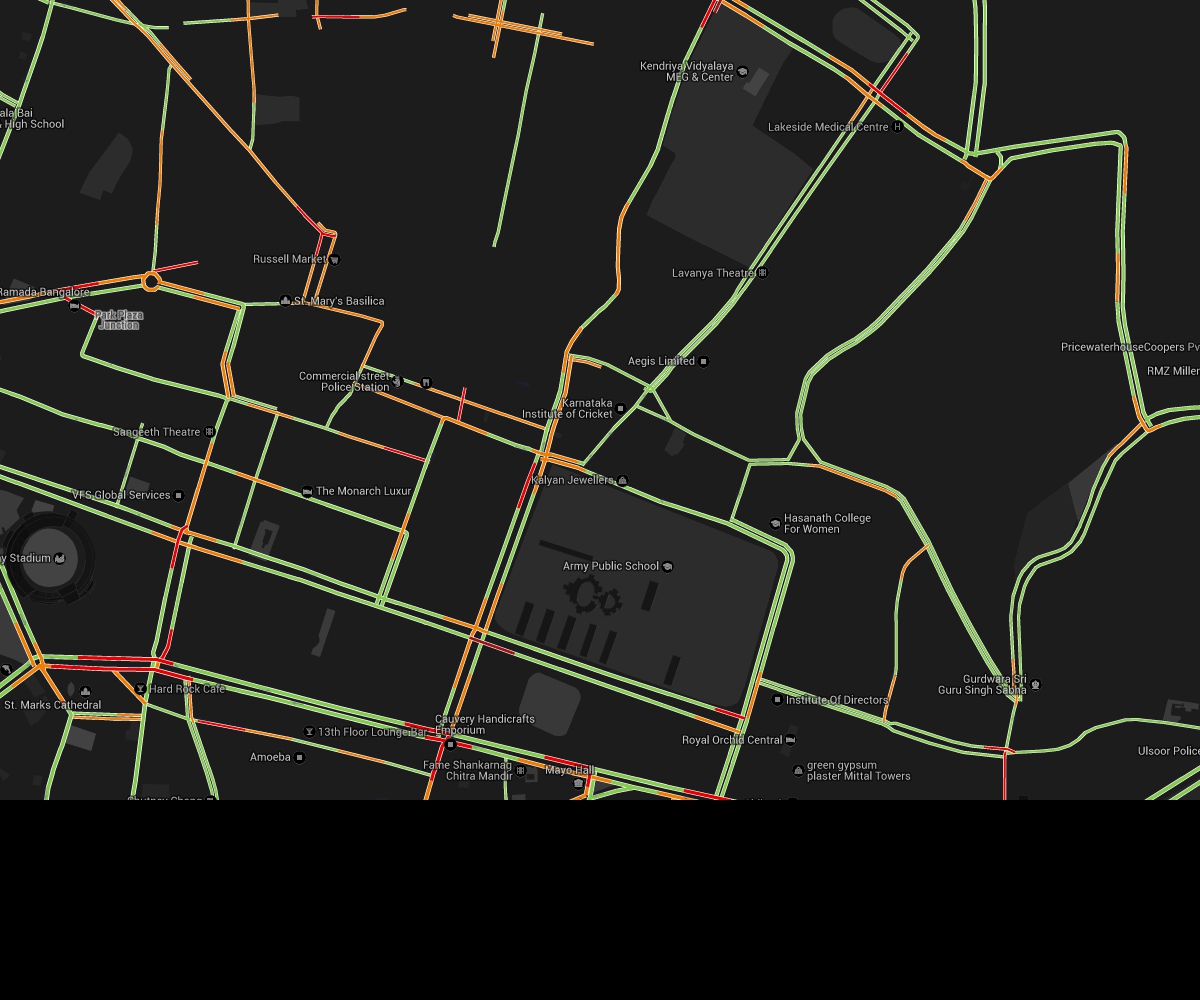 Kendriya Vidyalaya
MEG & Center
ala Bai
& High School
Lakeside Medical Centre
Russell Market
Lavanya Theatre
Ramada Bangalore
St. Mary's Basilica
Park Plaza
Junction
PricewaterhouseCoopers Pv
Aegis Limited
RMZ Miller
Commercial street
Police Station
Karnataka
Institute of Cricket
Sangeeth Theatre
Kalyan Jewellers
VFS Global Services
The Monarch Luxur
Hasanath College
For Women
y Stadium
Army Public School
Gurdwara Sri
Guru Singh Sabha
Hard Rock Cafe
St. Marks Cathedral
Institute Of Directors
Cauvery Handicrafts
Emporium
13th Floor Lounge Bar
Royal Orchid Central
Ulsoor Police
Amoeba
Fame Shankarnag
Chitra Mandir
Mayo Hall
green gypsum
plaster Mittal Towers